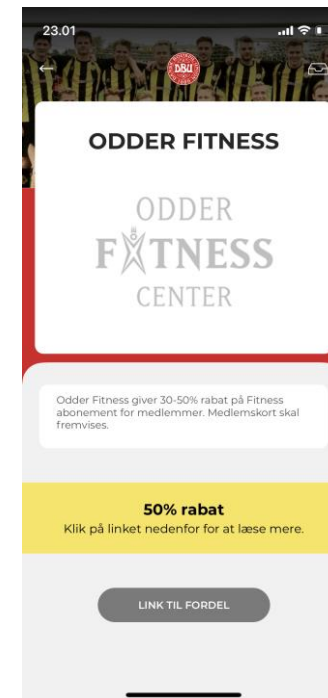 23.01
DBU
ODDER FITNESS
ODDER
FITNESS
CENTER
Odder Fitness giver 30-50% rabat på Fitness
abonement for medlemmer. Medlemskort skal
fremvises.
50% rabat
Klik på linket nedenfor for at læse mere.
LINK TIL FORDEL